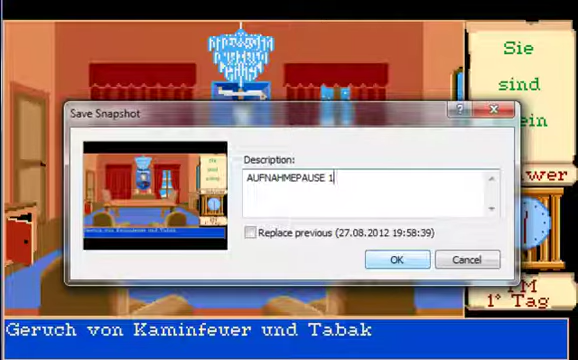 Sie
sind
ein
Save Snapshot
Description:
AUFNAHMEPAUSE 1
Replace previous (27.08.2012 19:58:39)
OK
Cancel
1° Tag
Geruch von Kaminfeuer und Tabak